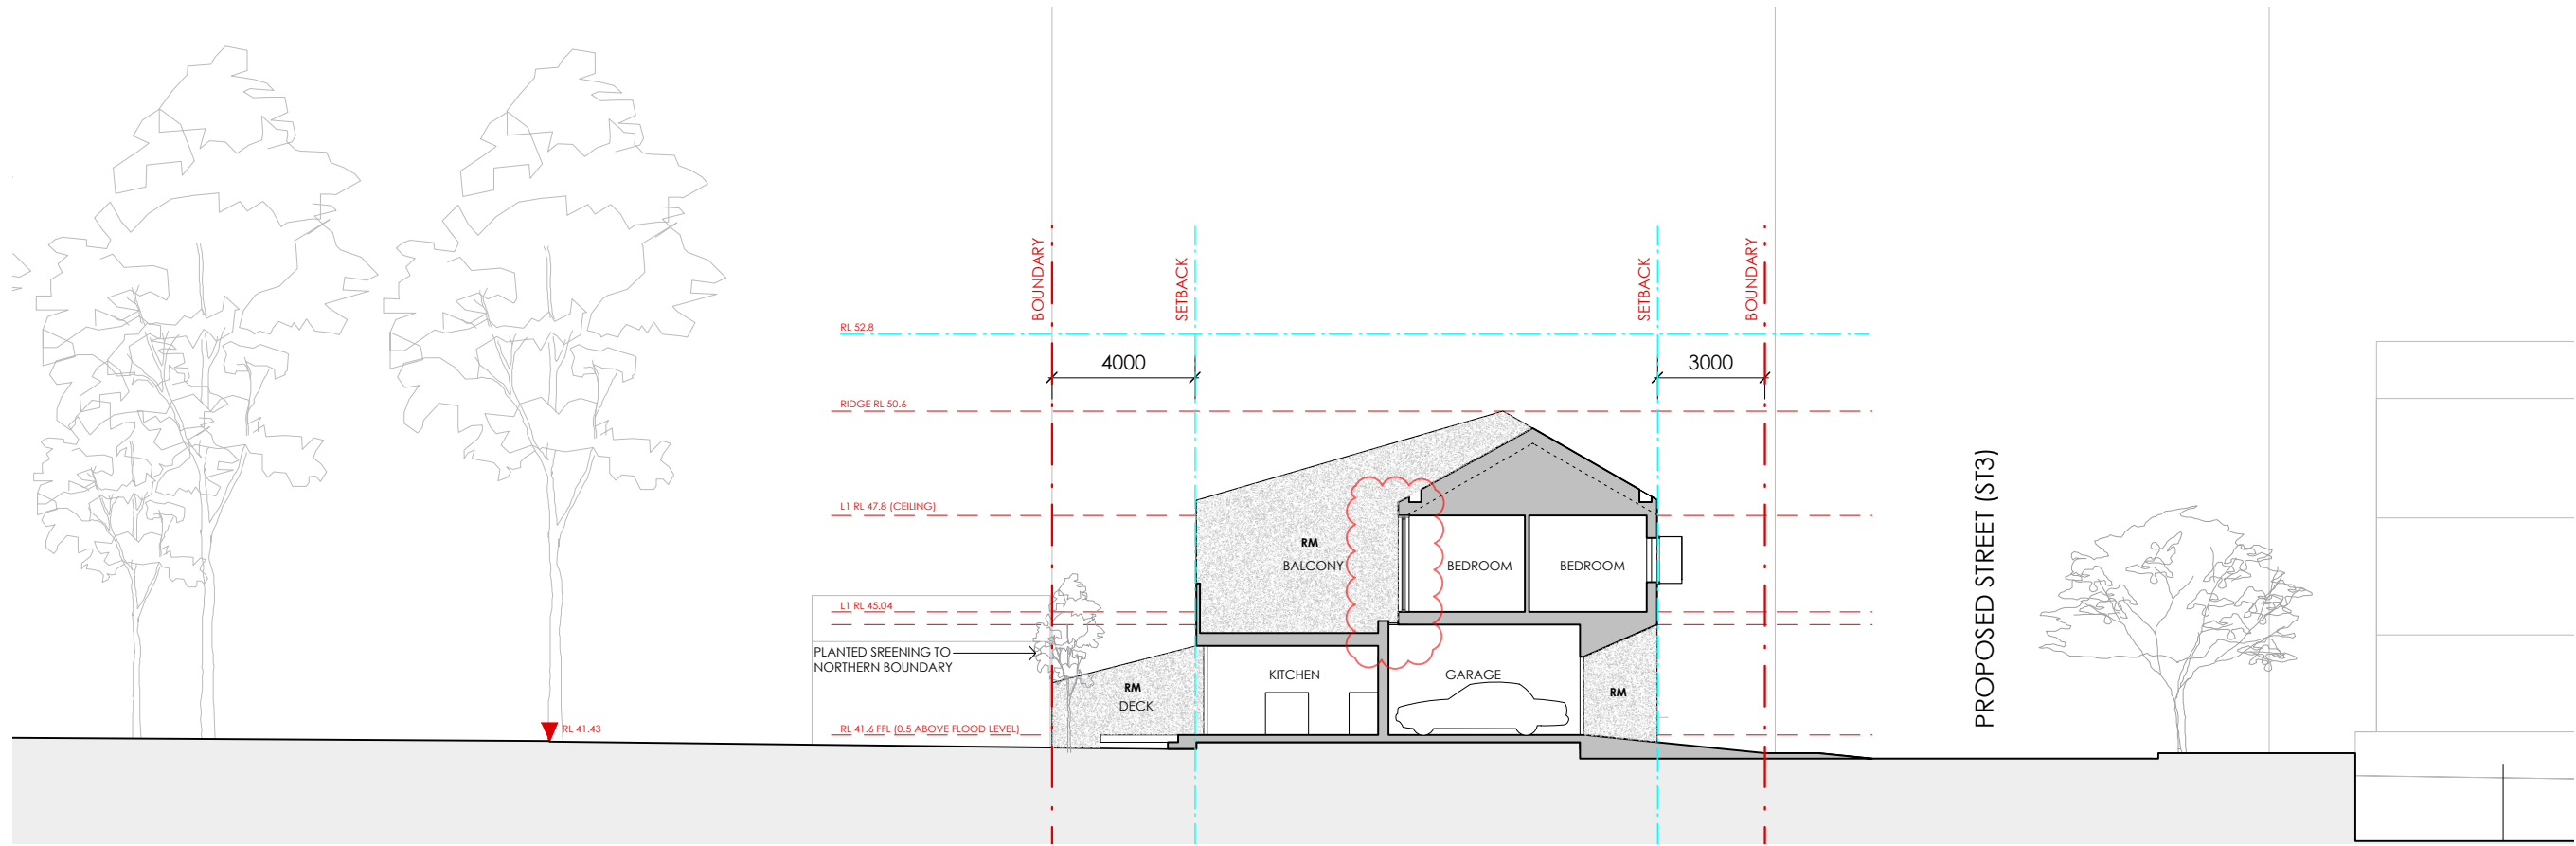 BOUNDARY
SETBACK
SETBACK
BOUNDARY
RL 52.8
4000
3000
RIDGE RL 50.6
L1 RL 47.8 (CEILING)
RM
BALCONY
BEDROOM
BEDROOM
L1 RL 45.04
PLANTED SREENING TO
NORTHERN BOUNDARY
KITCHEN
GARAGE
RM
DECK
RM
RL 41.6 FFL (0.5 ABOVE FLOOD LEVEL)
RL 41.43
PROPOSED STREET (ST3)